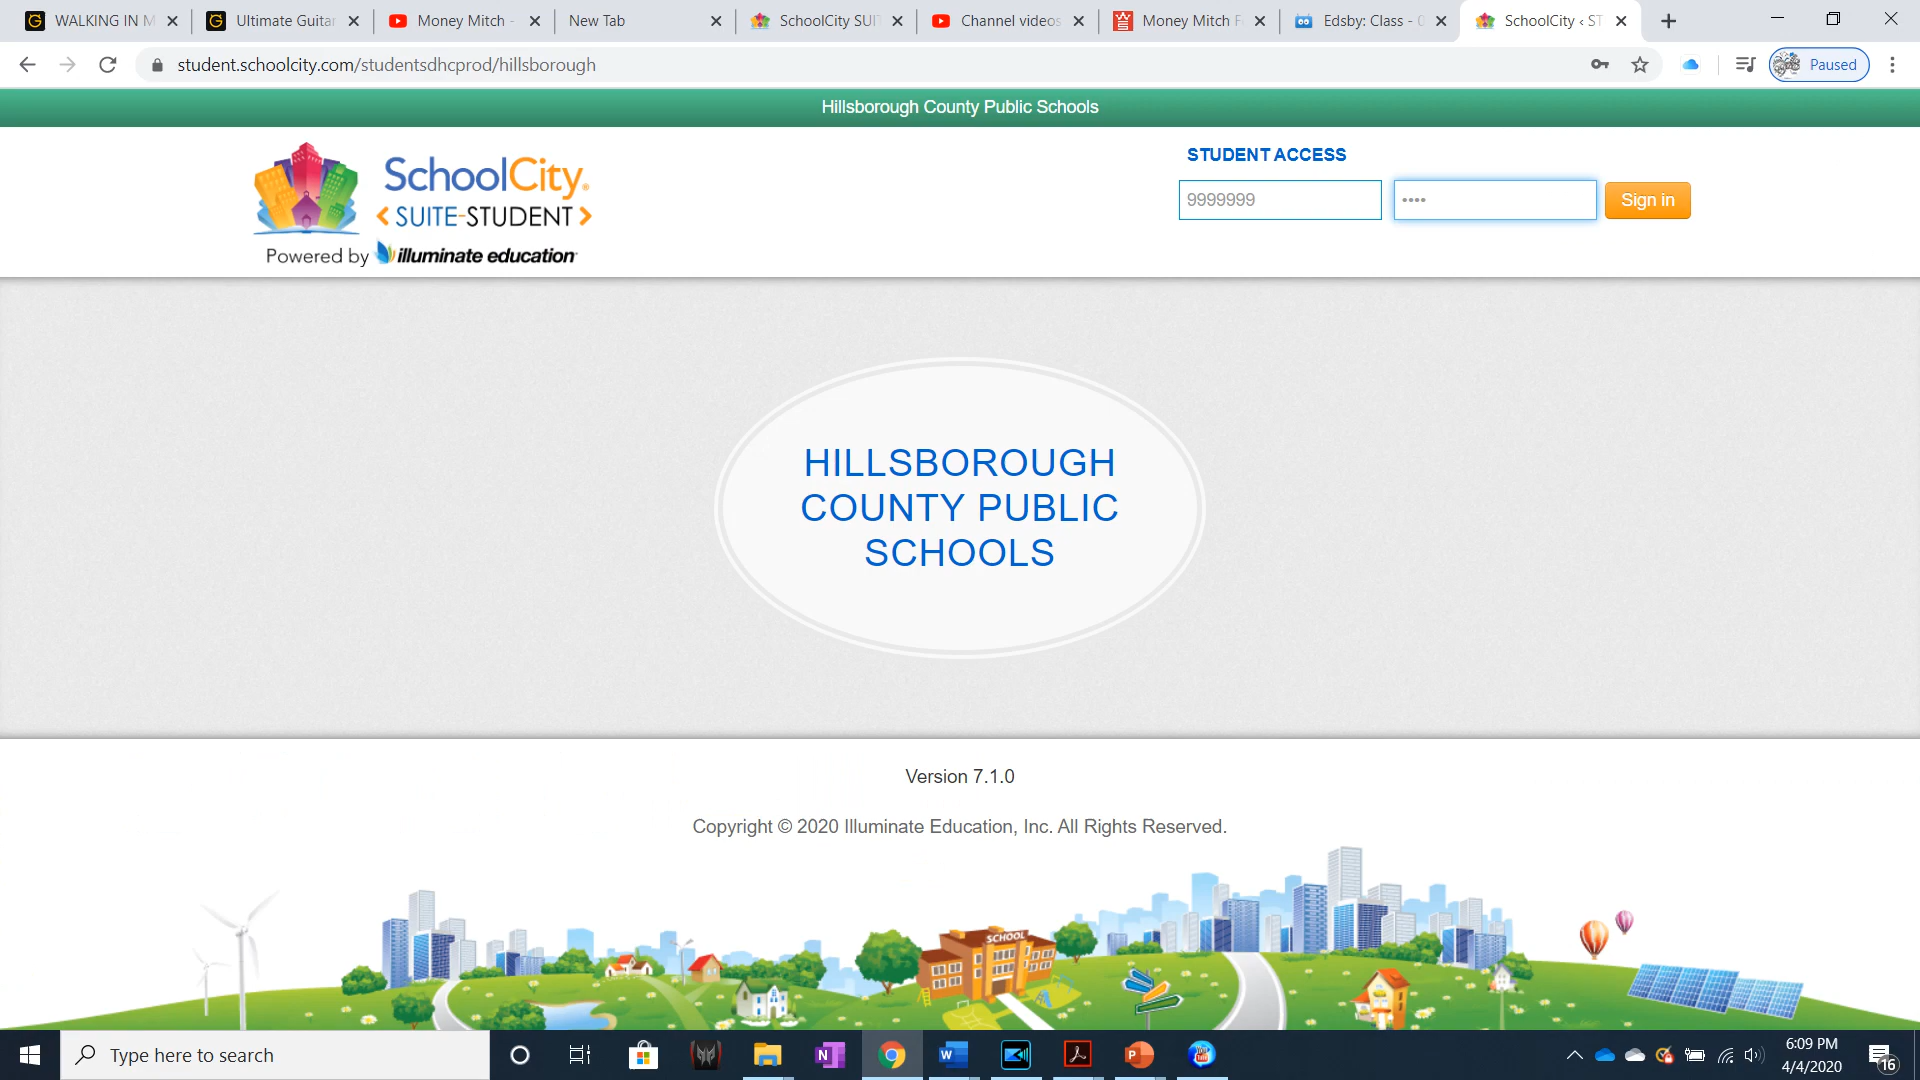 WALKING IN M
Ultimate Guitar
Money Mitch -
New Tab
SchoolCity SUI
Channel videos
Money Mitch F
Edsby: Class - 0
SchoolCity ‹ ST
student.schoolcity.com/studentsdhcprod/hillsborough
Paused
Hillsborough County Public Schools
SchoolCity®
SUITE-STUDENT
Powered by illuminate education
STUDENT ACCESS
9999999
••••
Sign in
HILLSBOROUGH
COUNTY PUBLIC
SCHOOLS
Version 7.1.0
Copyright © 2020 Illuminate Education, Inc. All Rights Reserved.
SCHOOL
Type here to search
6:09 PM
4/4/2020
16